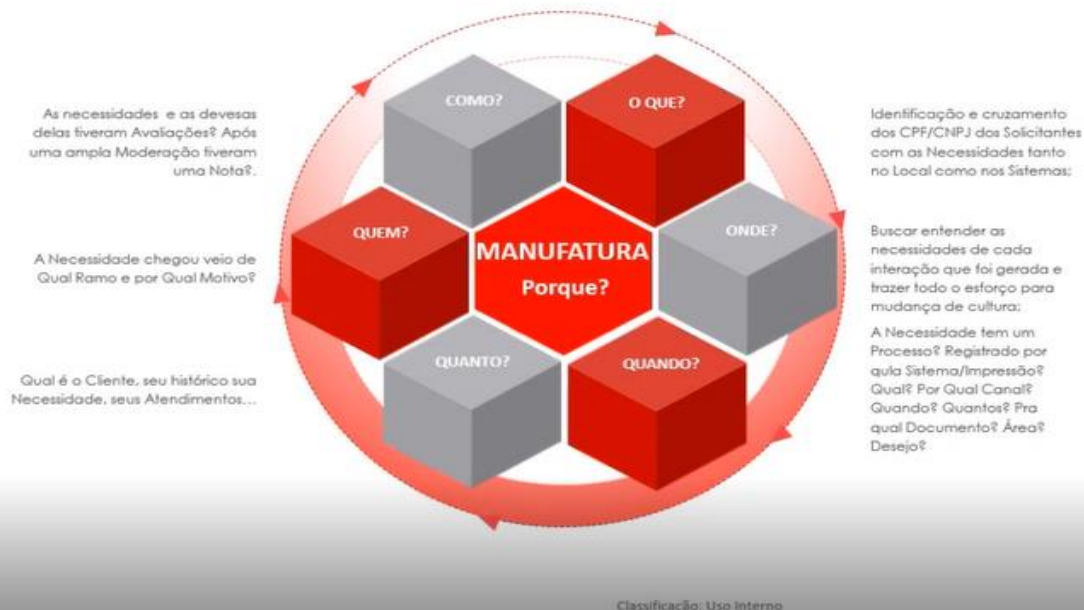 COMO?
O QUE?
QUEM?
MANUFATURA
Porque?
ONDE?
QUANTO?
QUANDO?
As necessidades e as devesas
delas tiveram Avaliações? Após
uma ampla Moderação tiveram
uma Nota?.
A Necessidade chegou veio de
Qual Ramo e por Qual Motivo?
Qual é o Cliente, seu histórico sua
Necessidade, seus Atendimentos...
Identificação e cruzamento
dos CPF/CNPJ dos Solicitantes
com as Necessidades tanto
no Local como nos Sistemas;
Buscar entender as
necessidades de cada
interação que foi gerada e
trazer todo o esforço para
mudança de cultura;
A Necessidade tem um
Processo? Registrado por
qula Sistema/Impressão?
Qual? Por Qual Canal?
Quando? Quantos? Pra
qual Documento? Área?
Desejo?
Classificação: Uso Interno